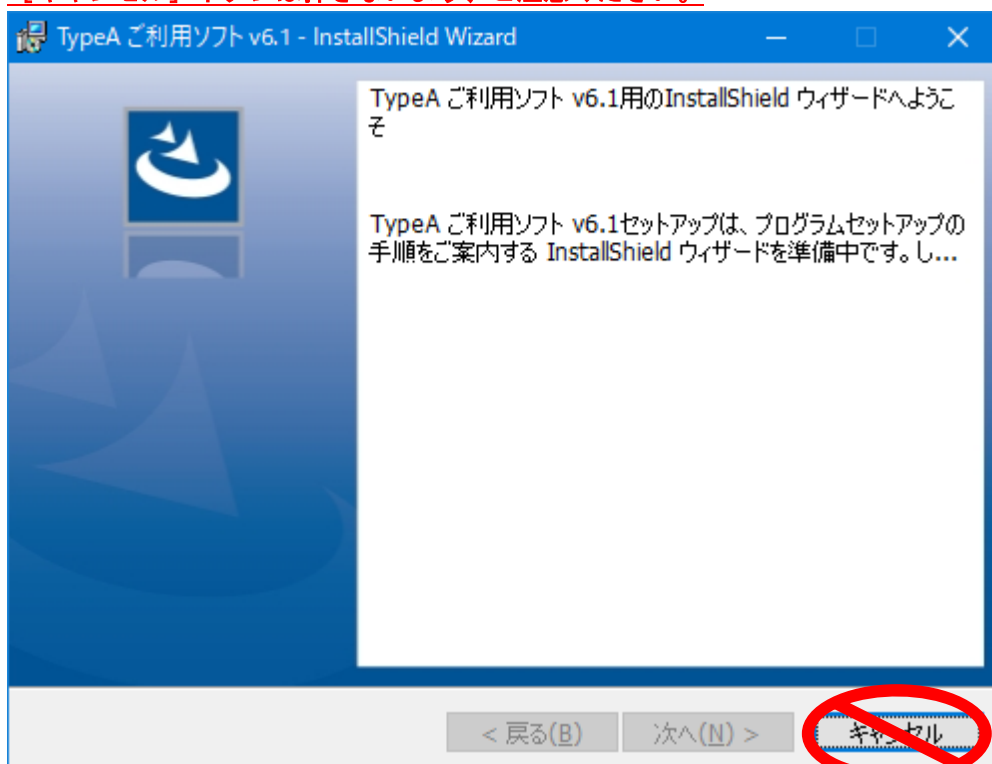 TypeA ご利用ソフト v6.1 - InstallShield Wizard
TypeA ご利用ソフト v6.1用のInstallShield ウィザードへようこ
そ
TypeA ご利用ソフト v6.1セットアップは、プログラムセットアップの
手順をご案内する InstallShield ウィザードを準備中です。し...
< 戻る(B) 次へ(N) > キャンセル